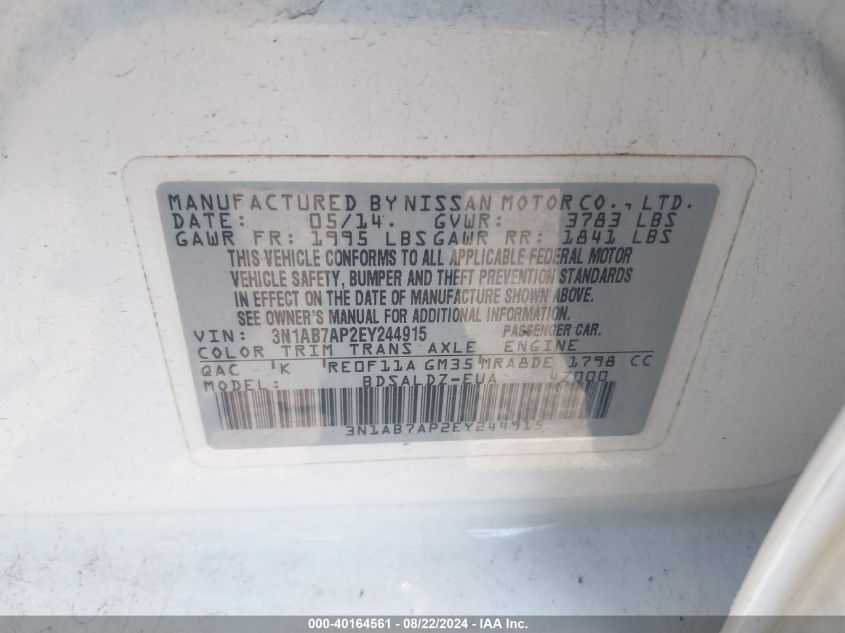 MANUFACTURED BY NISSAN MOTOR CO., LTD.
DATE: 05/14. GVWR: 3783 LBS
GAWR FR: 1995 LBS GAWR RR: 1841 LBS
THIS VEHICLE CONFORMS TO ALL APPLICABLE FEDERAL MOTOR
VEHICLE SAFETY, BUMPER AND THEFT PREVENTION STANDARDS
IN EFFECT ON THE DATE OF MANUFACTURE SHOWN ABOVE.
SEE OWNER'S MANUAL FOR ADDITIONAL INFORMATION.
VIN: 3N1AB7AP2EY244915 PASSENGER CAR.
COLOR TRIM TRANS AXLE ENGINE
QAC K RE0F11A GM35 MRA8DE 1798 CC
MODEL: BDSALDZ-EUA
3N1AB7AP2EY244915
000-40164561 - 08/22/2024 - IAA Inc.